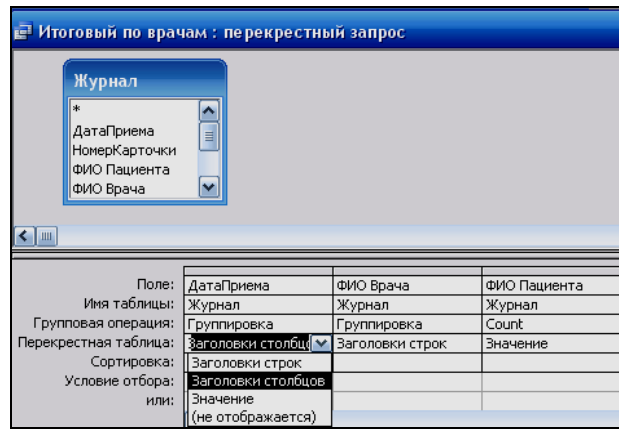 Итоговый по врачам : перекрестный запрос
Журнал
*
ДатаПриема
НомерКарточки
ФИО Пациента
ФИО Врача
Поле: ДатаПриема ФИО Врача ФИО Пациента
Имя таблицы: Журнал Журнал Журнал
Групповая операция: Группировка Группировка Count
Перекрестная таблица: Заголовки столбц Заголовки строк Значение
Сортировка: Заголовки строк
Условие отбора: Заголовки столбцов
или: Значение
(не отображается)